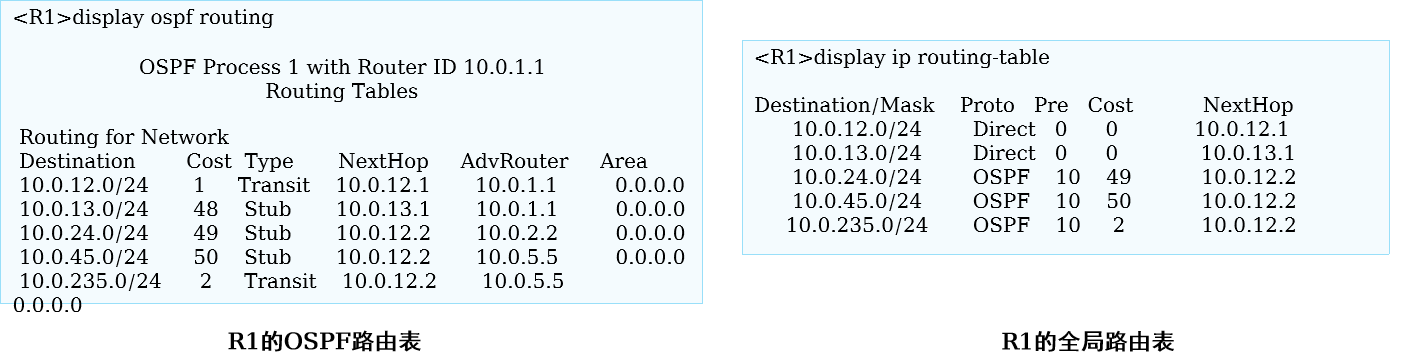 <R1>display ospf routing
OSPF Process 1 with Router ID 10.0.1.1
Routing Tables
Routing for Network
Destination Cost Type NextHop AdvRouter Area
10.0.12.0/24 1 Transit 10.0.12.1 10.0.1.1 0.0.0.0
10.0.13.0/24 48 Stub 10.0.13.1 10.0.1.1 0.0.0.0
10.0.24.0/24 49 Stub 10.0.12.2 10.0.2.2 0.0.0.0
10.0.45.0/24 50 Stub 10.0.12.2 10.0.5.5 0.0.0.0
10.0.235.0/24 2 Transit 10.0.12.2 10.0.5.5
0.0.0.0
R1的OSPF路由表
<R1>display ip routing-table
Destination/Mask Proto Pre Cost NextHop
10.0.12.0/24 Direct 0 0 10.0.12.1
10.0.13.0/24 Direct 0 0 10.0.13.1
10.0.24.0/24 OSPF 10 49 10.0.12.2
10.0.45.0/24 OSPF 10 50 10.0.12.2
10.0.235.0/24 OSPF 10 2 10.0.12.2
R1的全局路由表